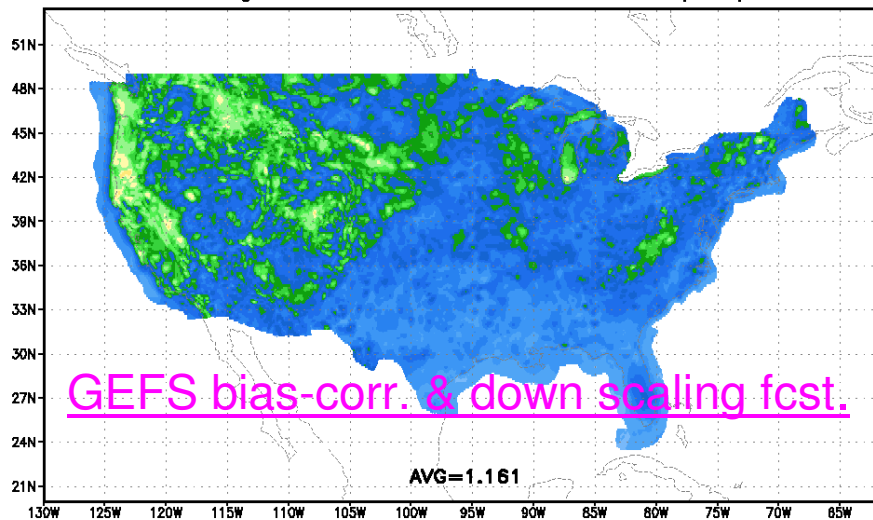 51N
48N
45N
42N
39N
36N
33N
30N
27N
24N
21N
GEFS bias-corr. & down scaling fcst.
AVG=1.161
130W 125W 120W 115W 110W 105W 100W 95W 90W 85W 80W 75W 70W 65W